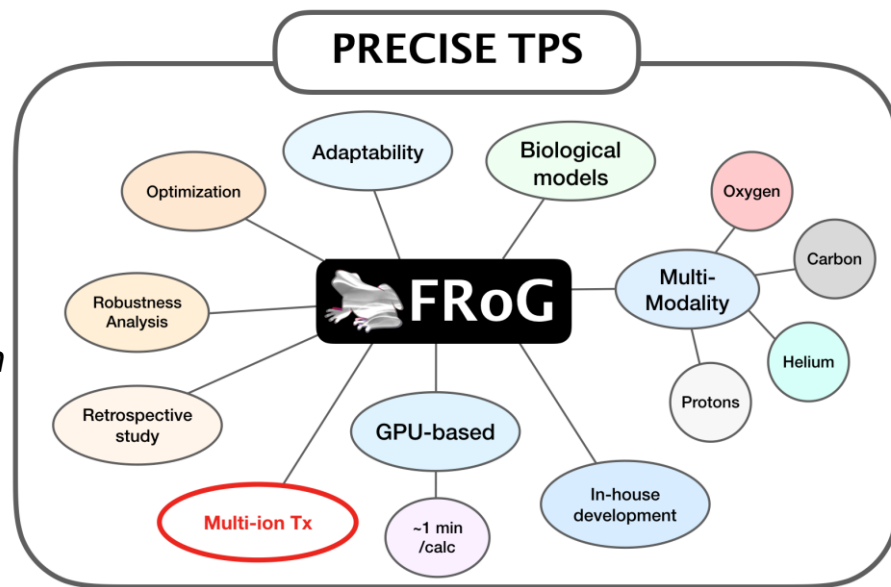 PRECISE TPS
Adaptability
Biological
models
Optimization
Oxygen
Carbon
Multi-
Modality
FRoG
Robustness
Analysis
Helium
Protons
Retrospective
study
GPU-based
In-house
development
Multi-ion Tx
~1 min
/calc